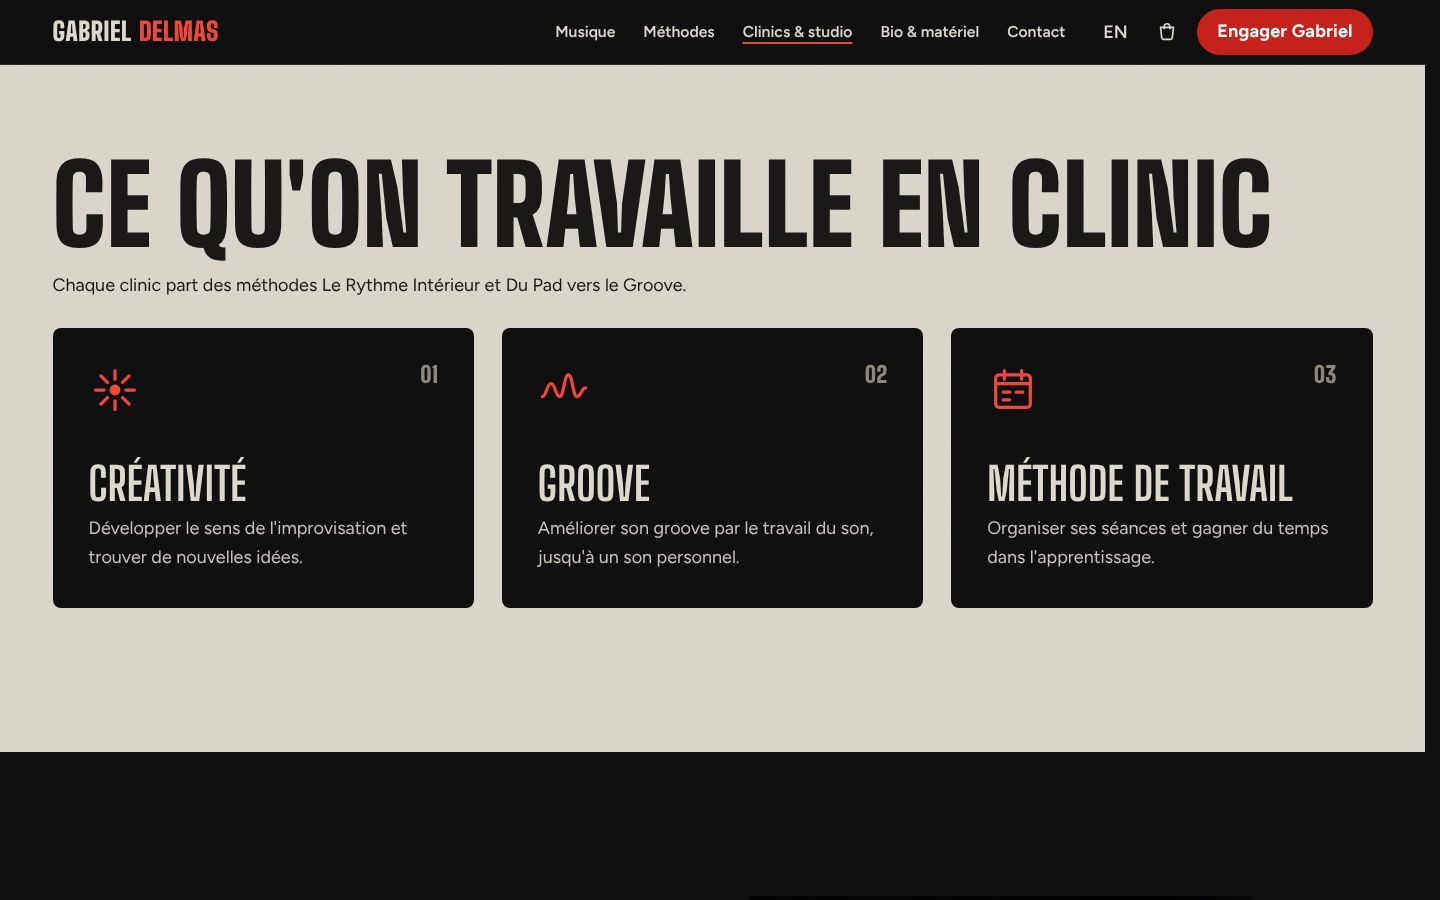 GABRIEL DELMAS
Musique
Méthodes
Clinics & studio
Bio & matériel
Contact
EN
Engager Gabriel
CE QU'ON TRAVAILLE EN CLINIC
Chaque clinic part des méthodes Le Rythme Intérieur et Du Pad vers le Groove.
01
CRÉATIVITÉ
Développer le sens de l'improvisation et
trouver de nouvelles idées.
02
GROOVE
Améliorer son groove par le travail du son,
jusqu'à un son personnel.
03
MÉTHODE DE TRAVAIL
Organiser ses séances et gagner du temps
dans l'apprentissage.